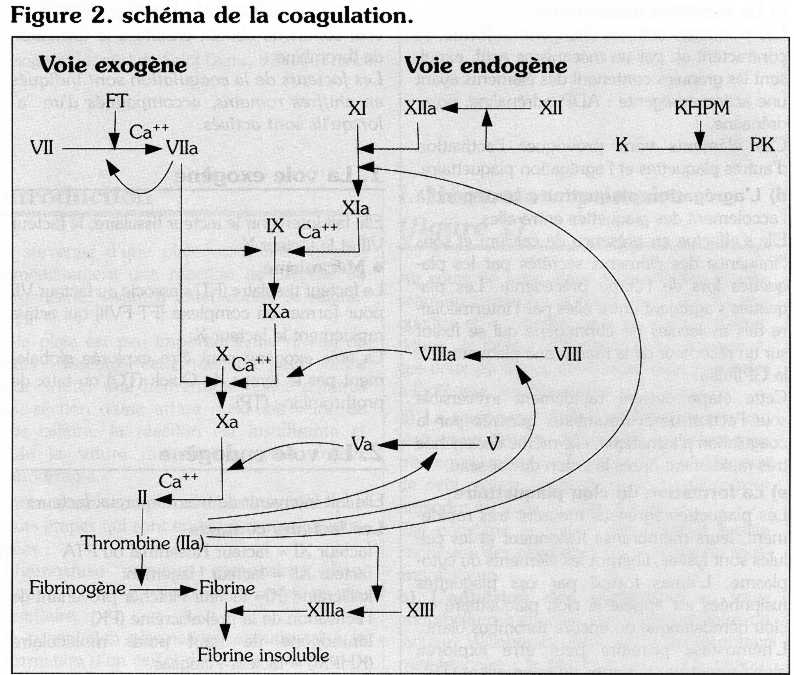 Figure 2. schéma de la coagulation.
Voie exogène
Voie endogène
FT
XI
XIIa
XII
KHPM
VII
Ca++
VIIa
K
PK
XIa
IX
Ca++
IXa
X
Ca++
VIIIa
VIII
Xa
Va
V
Ca++
II
Thrombine (IIa)
Fibrinogène
Fibrine
XIIIa
XIII
Fibrine insoluble